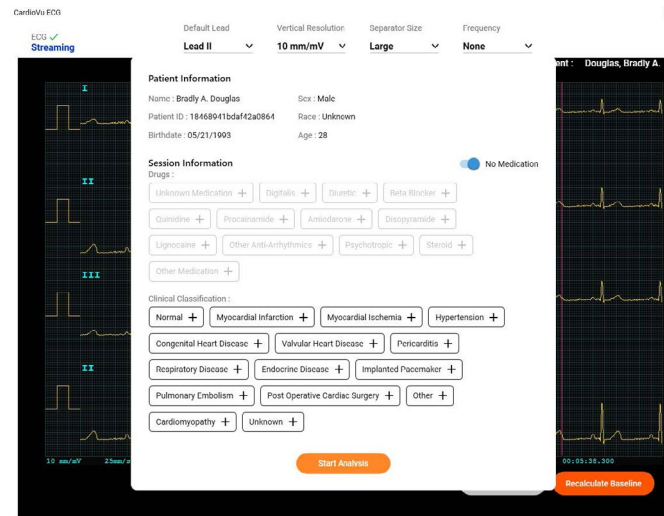 CardioVu ECG
Default Lead Vertical Resolution Separator Size Frequency
ECG
Streaming
Lead II 10 mm/mV Large None
Douglas, Bradly A.
Patient Information
I
Name : Bradly A. Douglas Sex : Male
Patient ID : 18468941bdaf42a0864 Race : Unknown
Birthdate : 05/21/1993 Age : 28
Session Information No Medication
Drugs :
II
Unknown Medication + Digitalis + Diuretic + Beta Blocker +
Quinidine + Procainamide + Amiodarone + Disopyramide +
Lignocaine + Other Anti-Arrhythmics + Psychotropic + Steroid +
Other Medication +
III
Clinical Classification :
Normal + Myocardial Infarction + Myocardial Ischemia + Hypertension +
Congenital Heart Disease + Valvular Heart Disease + Pericarditis +
II
Respiratory Disease + Endocrine Disease + Implanted Pacemaker +
Pulmonary Embolism + Post Operative Cardiac Surgery + Other +
Cardiomyopathy + Unknown +
10 mm/mV 25mm/s 00:05:38.300
Start Analysis
Recalculate Baseline